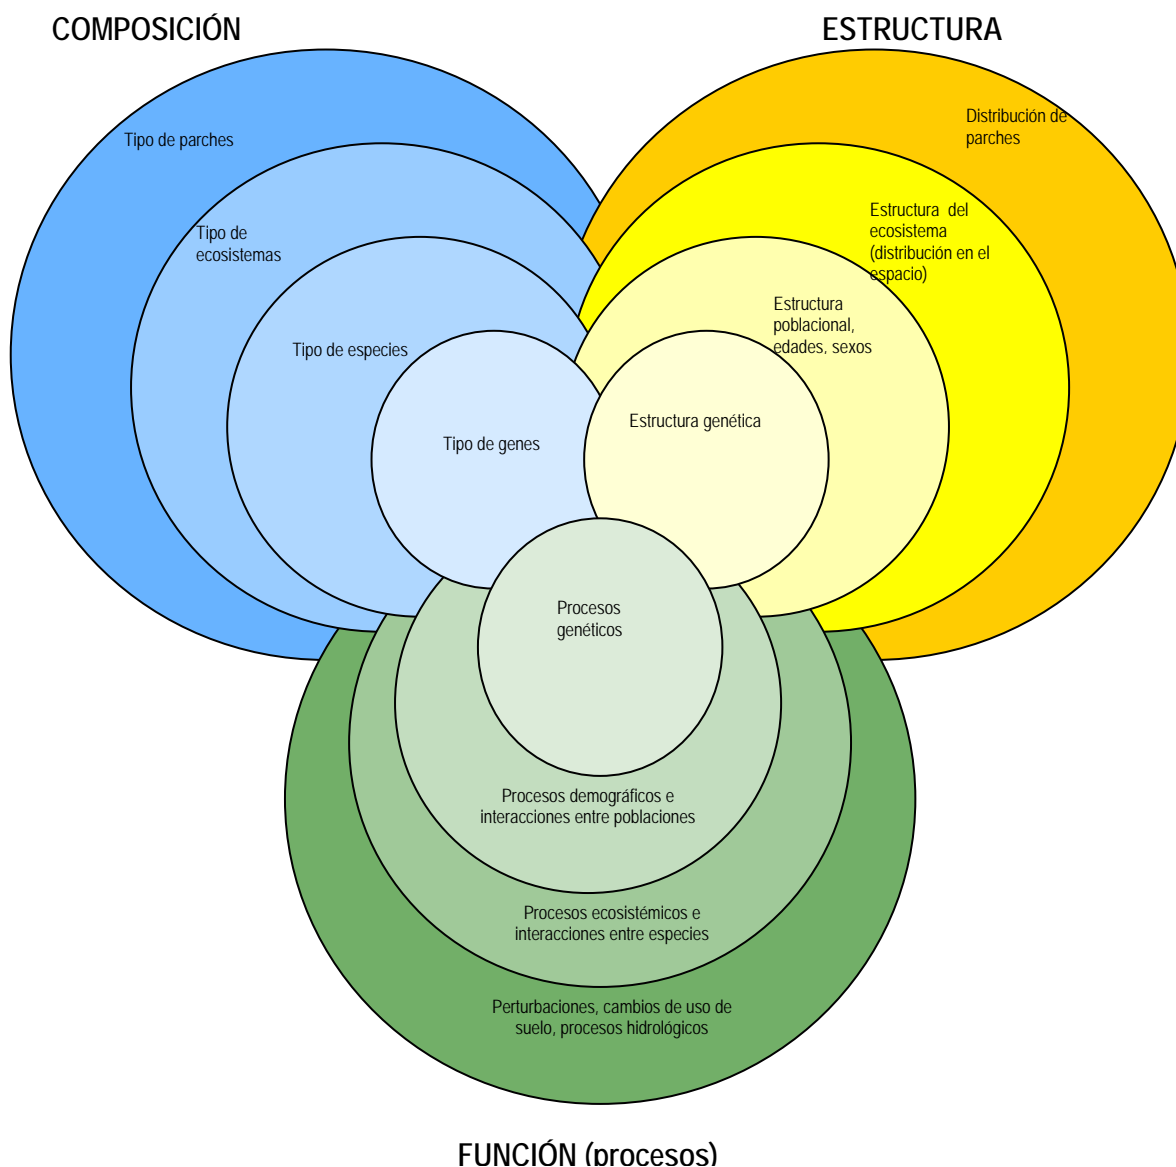 COMPOSICIÓN
ESTRUCTURA
Tipo de parches
Distribución de
parches
Tipo de
ecosistemas
Estructura del
ecosistema
(distribución en el
espacio)
Tipo de especies
Estructura
poblacional,
edades, sexos
Tipo de genes
Estructura genética
Procesos
genéticos
Procesos demográficos e
interacciones entre poblaciones
Procesos ecosistémicos e
interacciones entre especies
Perturbaciones, cambios de uso de
suelo, procesos hidrológicos
FUNCIÓN (procesos)